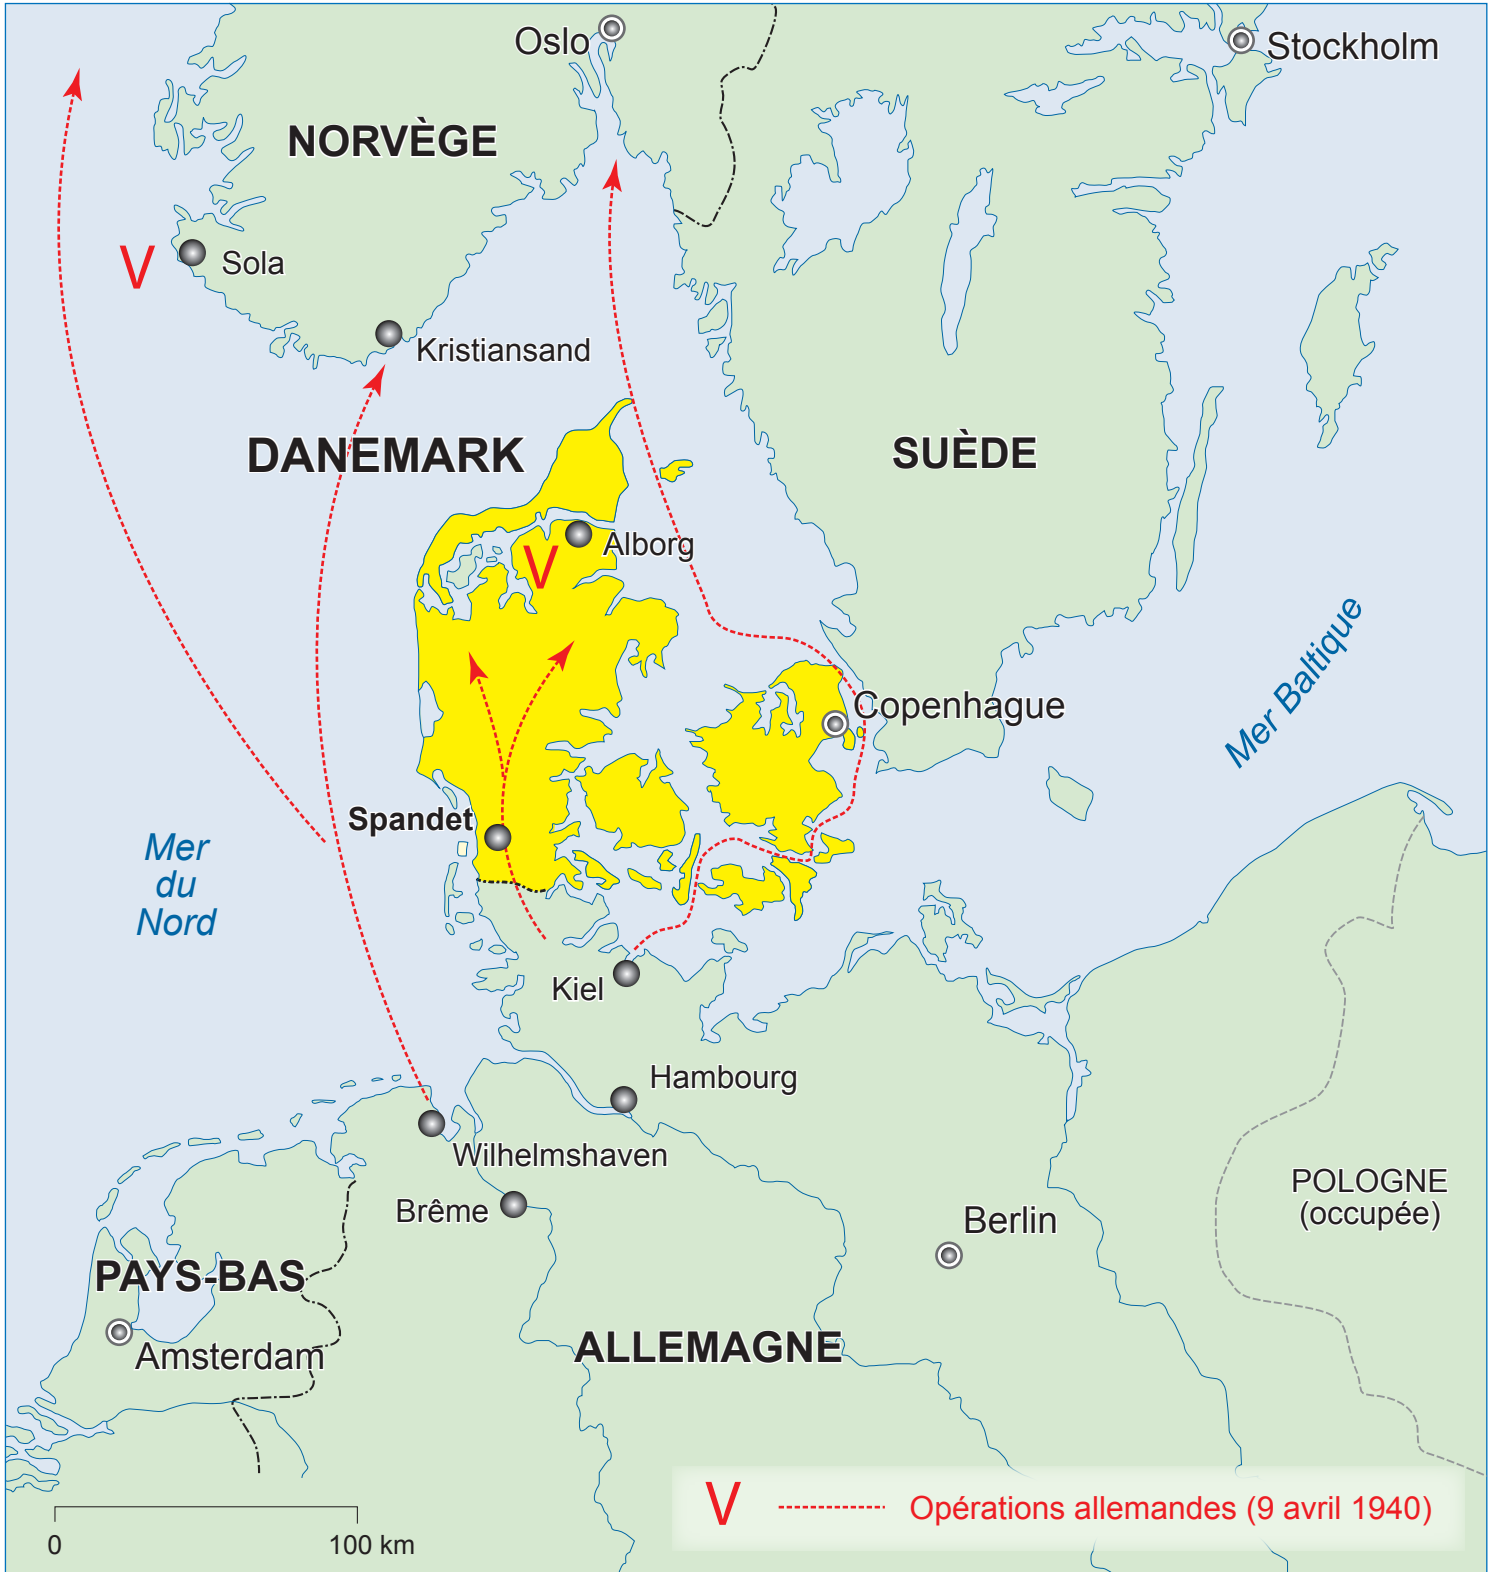 Oslo
Stockholm
NORVÈGE
V
Sola
Kristiansand
DANEMARK
SUÈDE
Alborg
V
Mer Baltique
Copenhague
Spandet
Mer
du
Nord
Kiel
Hambourg
Wilhelmshaven
Brême
POLOGNE
(occupée)
Berlin
PAYS-BAS
Amsterdam
ALLEMAGNE
V Opérations allemandes (9 avril 1940)
0 100 km